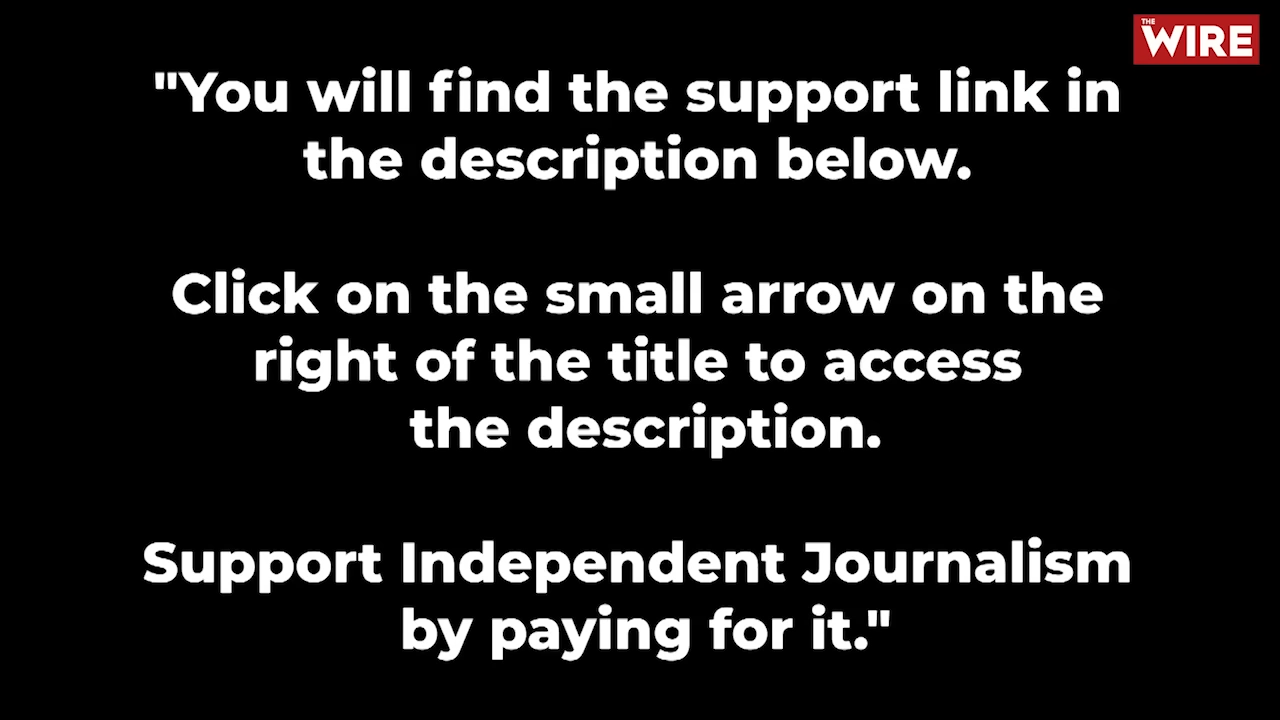 THE
WIRE
"You will find the support link in
the description below.
Click on the small arrow on the
right of the title to access
the description.
Support Independent Journalism
by paying for it."